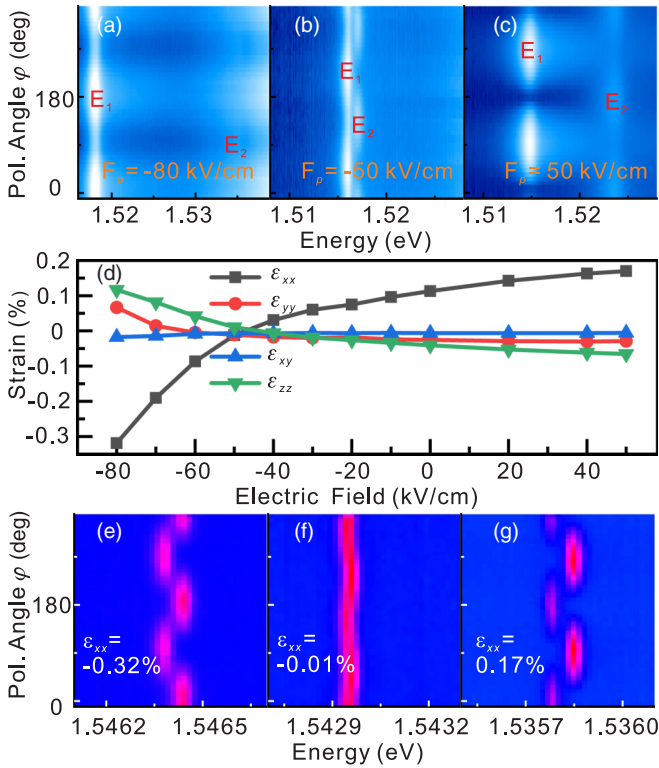 Pol. Angle φ (deg)
180
0
(a)
E1
E2
Fp = -80 kV/cm
(b)
E1
E2
Fp = -50 kV/cm
(c)
E1
E2
Fp = 50 kV/cm
1.52 1.53 1.51 1.52 1.51 1.52
Energy (eV)
(d)
Strain (%)
0.2
0.1
0
-0.1
-0.2
-0.3
εxx
εyy
εxy
εzz
-80 -60 -40 -20 0 20 40
Electric Field (kV/cm)
Pol. Angle φ (deg)
180
0
(e)
εxx =
-0.32%
(f)
εxx =
-0.01%
(g)
εxx =
0.17%
1.5462 1.5465 1.5429 1.5432 1.5357 1.5360
Energy (eV)